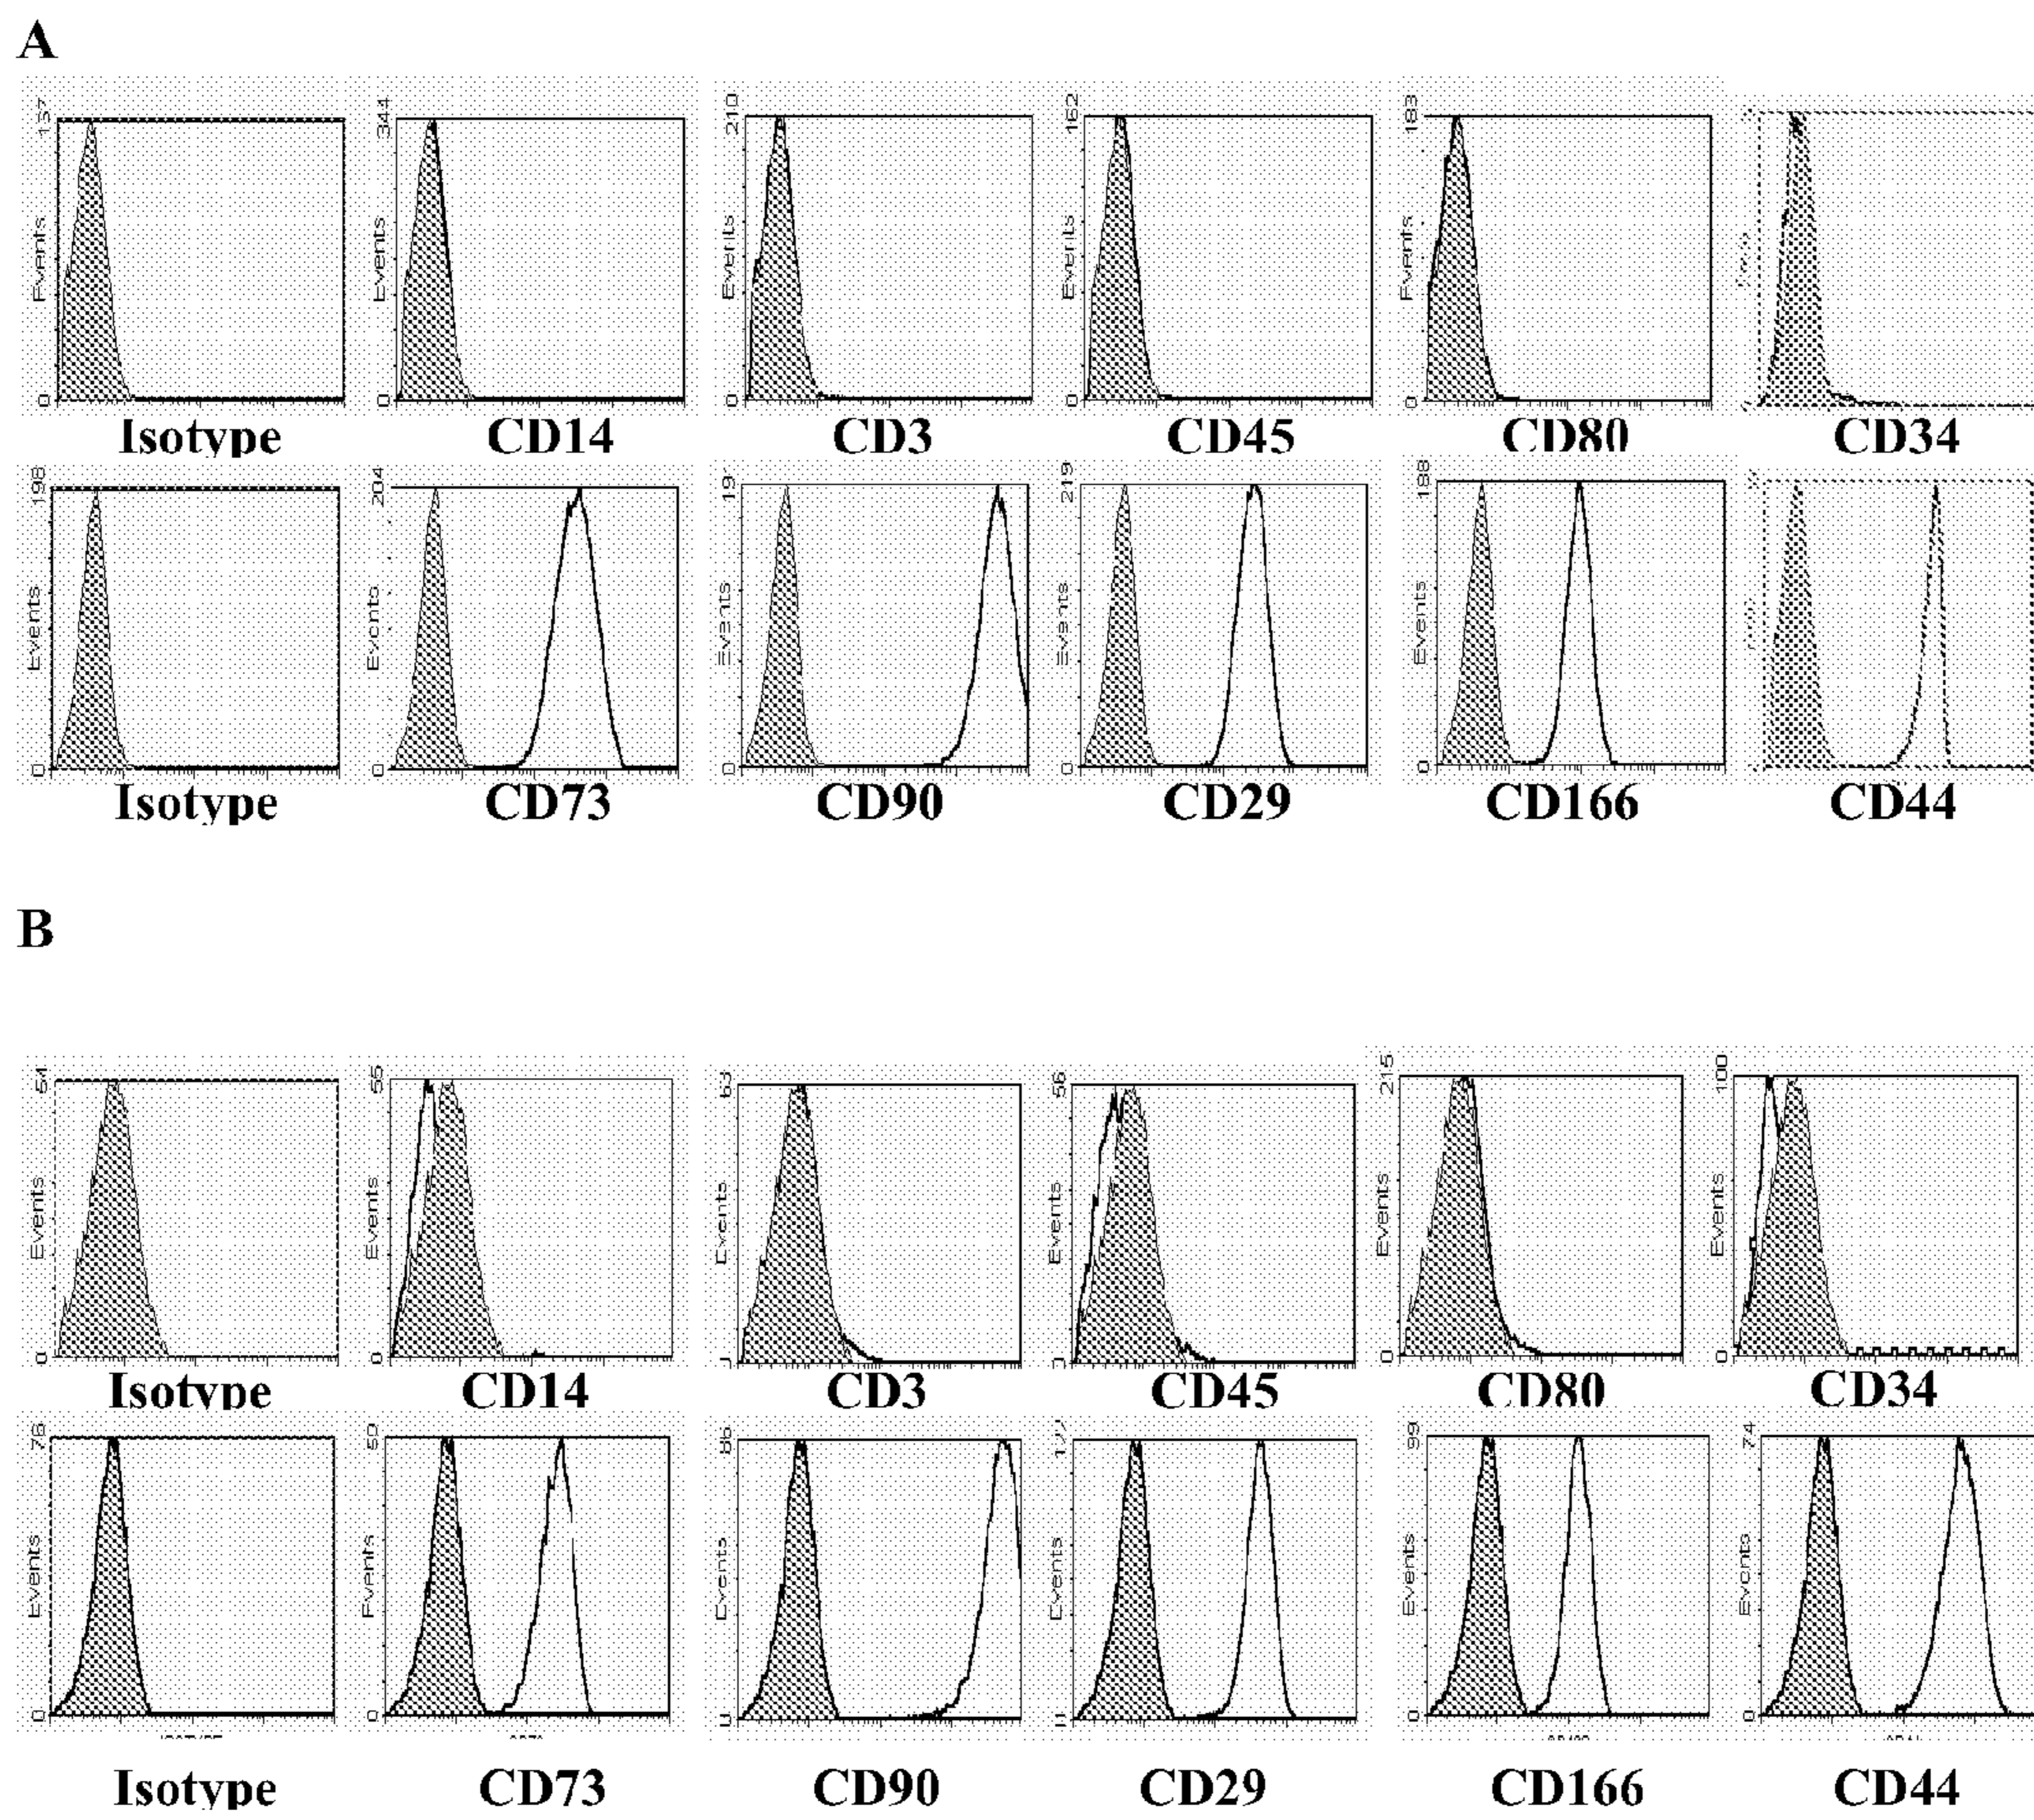 A
137 344 210 162 183
Events Events Events Events Events
0 0 0 0 0
Isotype CD14 CD3 CD45 CD80 CD34
198 204 191 219 188
Events Events Events Events Events
0 0 0 0 0
Isotype CD73 CD90 CD29 CD166 CD44
B
64 55 63 56 215 100
Events Events Events Events Events Events
0 0 0 0
Isotype CD14 CD3 CD45 CD80 CD34
78 50 86 99 74
Events Events Events Events Events Events
0 0 0 0 0
Isotype CD73 CD90 CD29 CD166 CD44